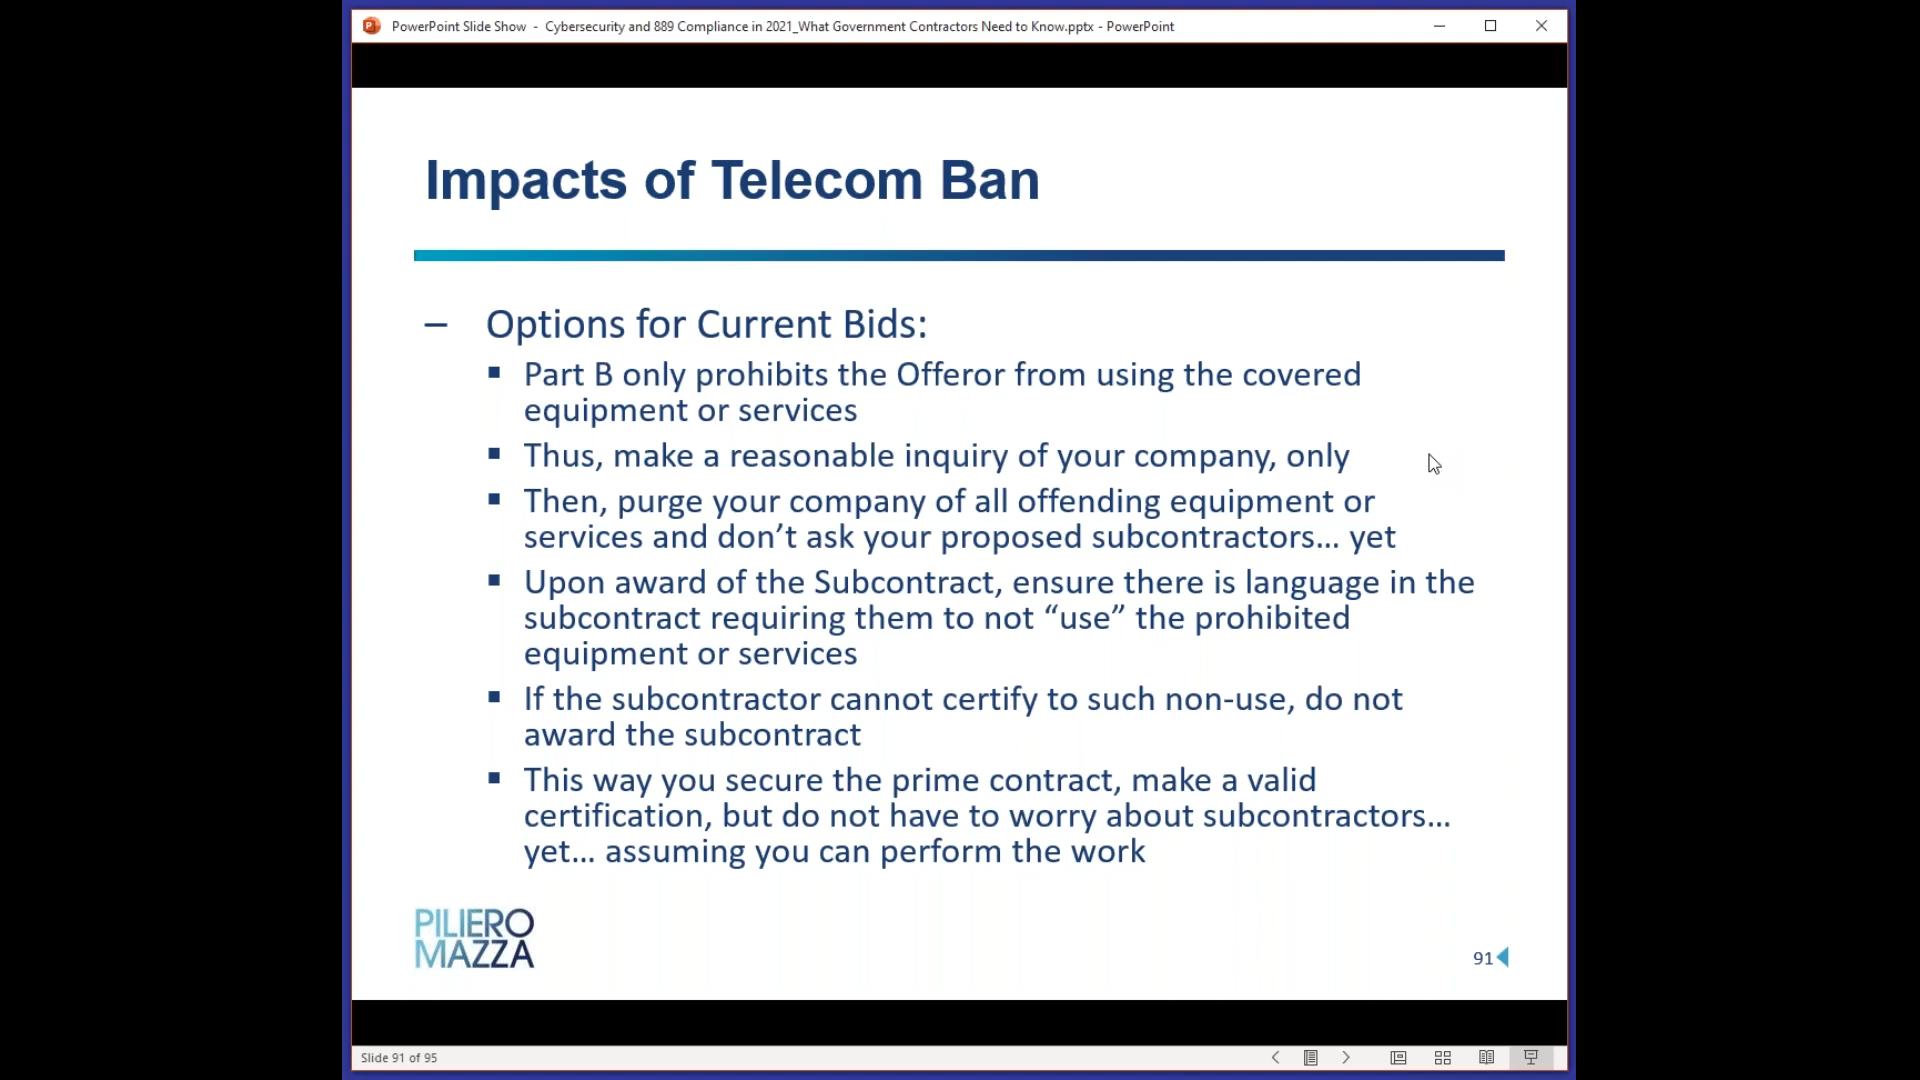 PowerPoint Slide Show - Cybersecurity and 889 Compliance in 2021_What Government Contractors Need to Know.pptx - PowerPoint
Impacts of Telecom Ban
– Options for Current Bids:
▪ Part B only prohibits the Offeror from using the covered
equipment or services
▪ Thus, make a reasonable inquiry of your company, only
▪ Then, purge your company of all offending equipment or
services and don’t ask your proposed subcontractors… yet
▪ Upon award of the Subcontract, ensure there is language in the
subcontract requiring them to not “use” the prohibited
equipment or services
▪ If the subcontractor cannot certify to such non-use, do not
award the subcontract
▪ This way you secure the prime contract, make a valid
certification, but do not have to worry about subcontractors…
yet… assuming you can perform the work
PILIERO
MAZZA
91
Slide 91 of 95